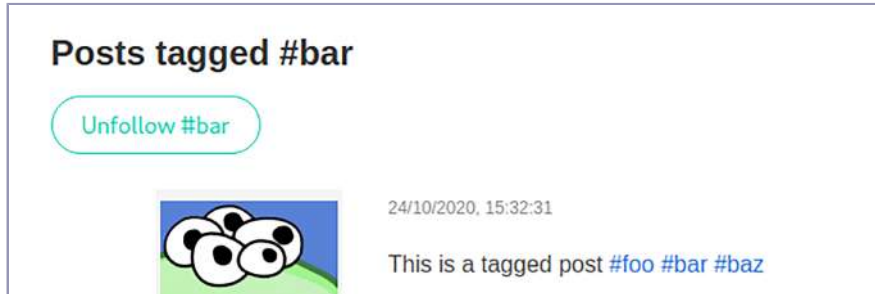 Posts tagged #bar
Unfollow #bar
24/10/2020, 15:32:31
This is a tagged post #foo #bar #baz